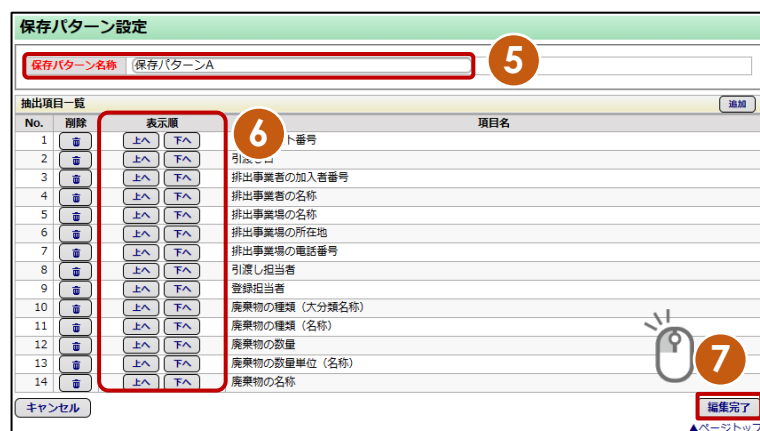 保存パターン設定
保存パターン名称 保存パターンA
5
抽出項目一覧 追加
No. 削除 表示順 項目名
6
1 上へ 下へ ト番号
2 上へ 下へ 引渡し日
3 上へ 下へ 排出事業者の加入者番号
4 上へ 下へ 排出事業者の名称
5 上へ 下へ 排出事業場の名称
6 上へ 下へ 排出事業場の所在地
7 上へ 下へ 排出事業場の電話番号
8 上へ 下へ 引渡し担当者
9 上へ 下へ 登録担当者
10 上へ 下へ 廃棄物の種類（大分類名称）
11 上へ 下へ 廃棄物の種類（名称）
12 上へ 下へ 廃棄物の数量
13 上へ 下へ 廃棄物の数量単位（名称）
14 上へ 下へ 廃棄物の名称
7
キャンセル 編集完了
▲ページトップ